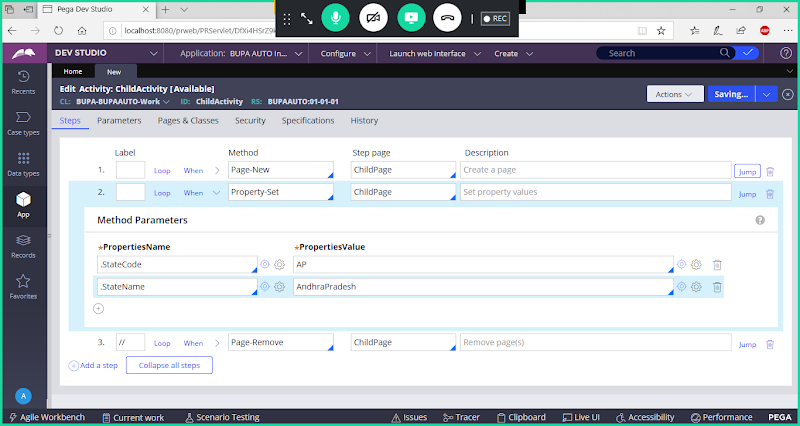 Pega Dev Studio
REC
localhost:8080/prweb/PRServlet/DfXi4HSrZ9
DEV STUDIO Application: BUPA AUTO In... Configure Launch web interface Create Search
Home New
Recents
Case types
Data types
App
Records
Favorites
A
Edit Activity: ChildActivity [Available]
CL: BUPA-BUPAAUTO-Work ID: ChildActivity RS: BUPAAUTO:01-01-01
Actions Saving...
Steps Parameters Pages & Classes Security Specifications History
Label Method Step page Description
1. Loop When Page-New ChildPage Create a page Jump
2. Loop When Property-Set ChildPage Set property values Jump
Method Parameters ?
*PropertiesName *PropertiesValue
.StateCode AP
.StateName AndhraPradesh
3. // Loop When Page-Remove ChildPage Remove page(s) Jump
Add a step Collapse all steps
Agile Workbench Current work Scenario Testing Issues Tracer Clipboard Live UI Accessibility Performance PEGA